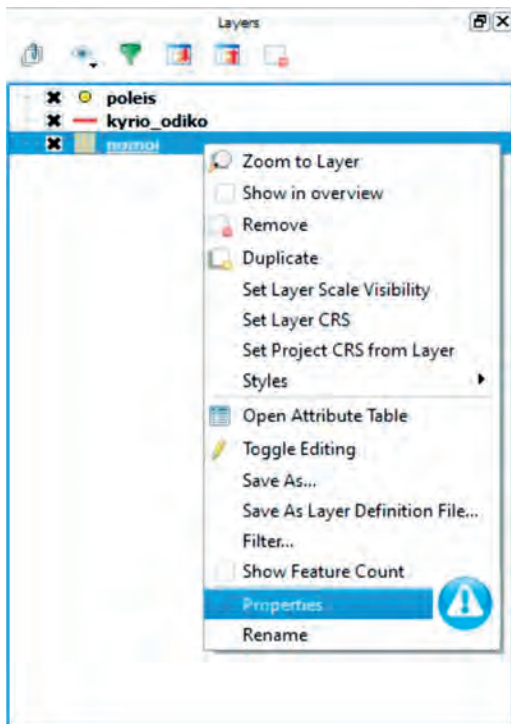 Layers
poleis
kyrio_odiko
nomoi
Zoom to Layer
Show in overview
Remove
Duplicate
Set Layer Scale Visibility
Set Layer CRS
Set Project CRS from Layer
Styles
Open Attribute Table
Toggle Editing
Save As...
Save As Layer Definition File...
Filter...
Show Feature Count
Properties
Rename